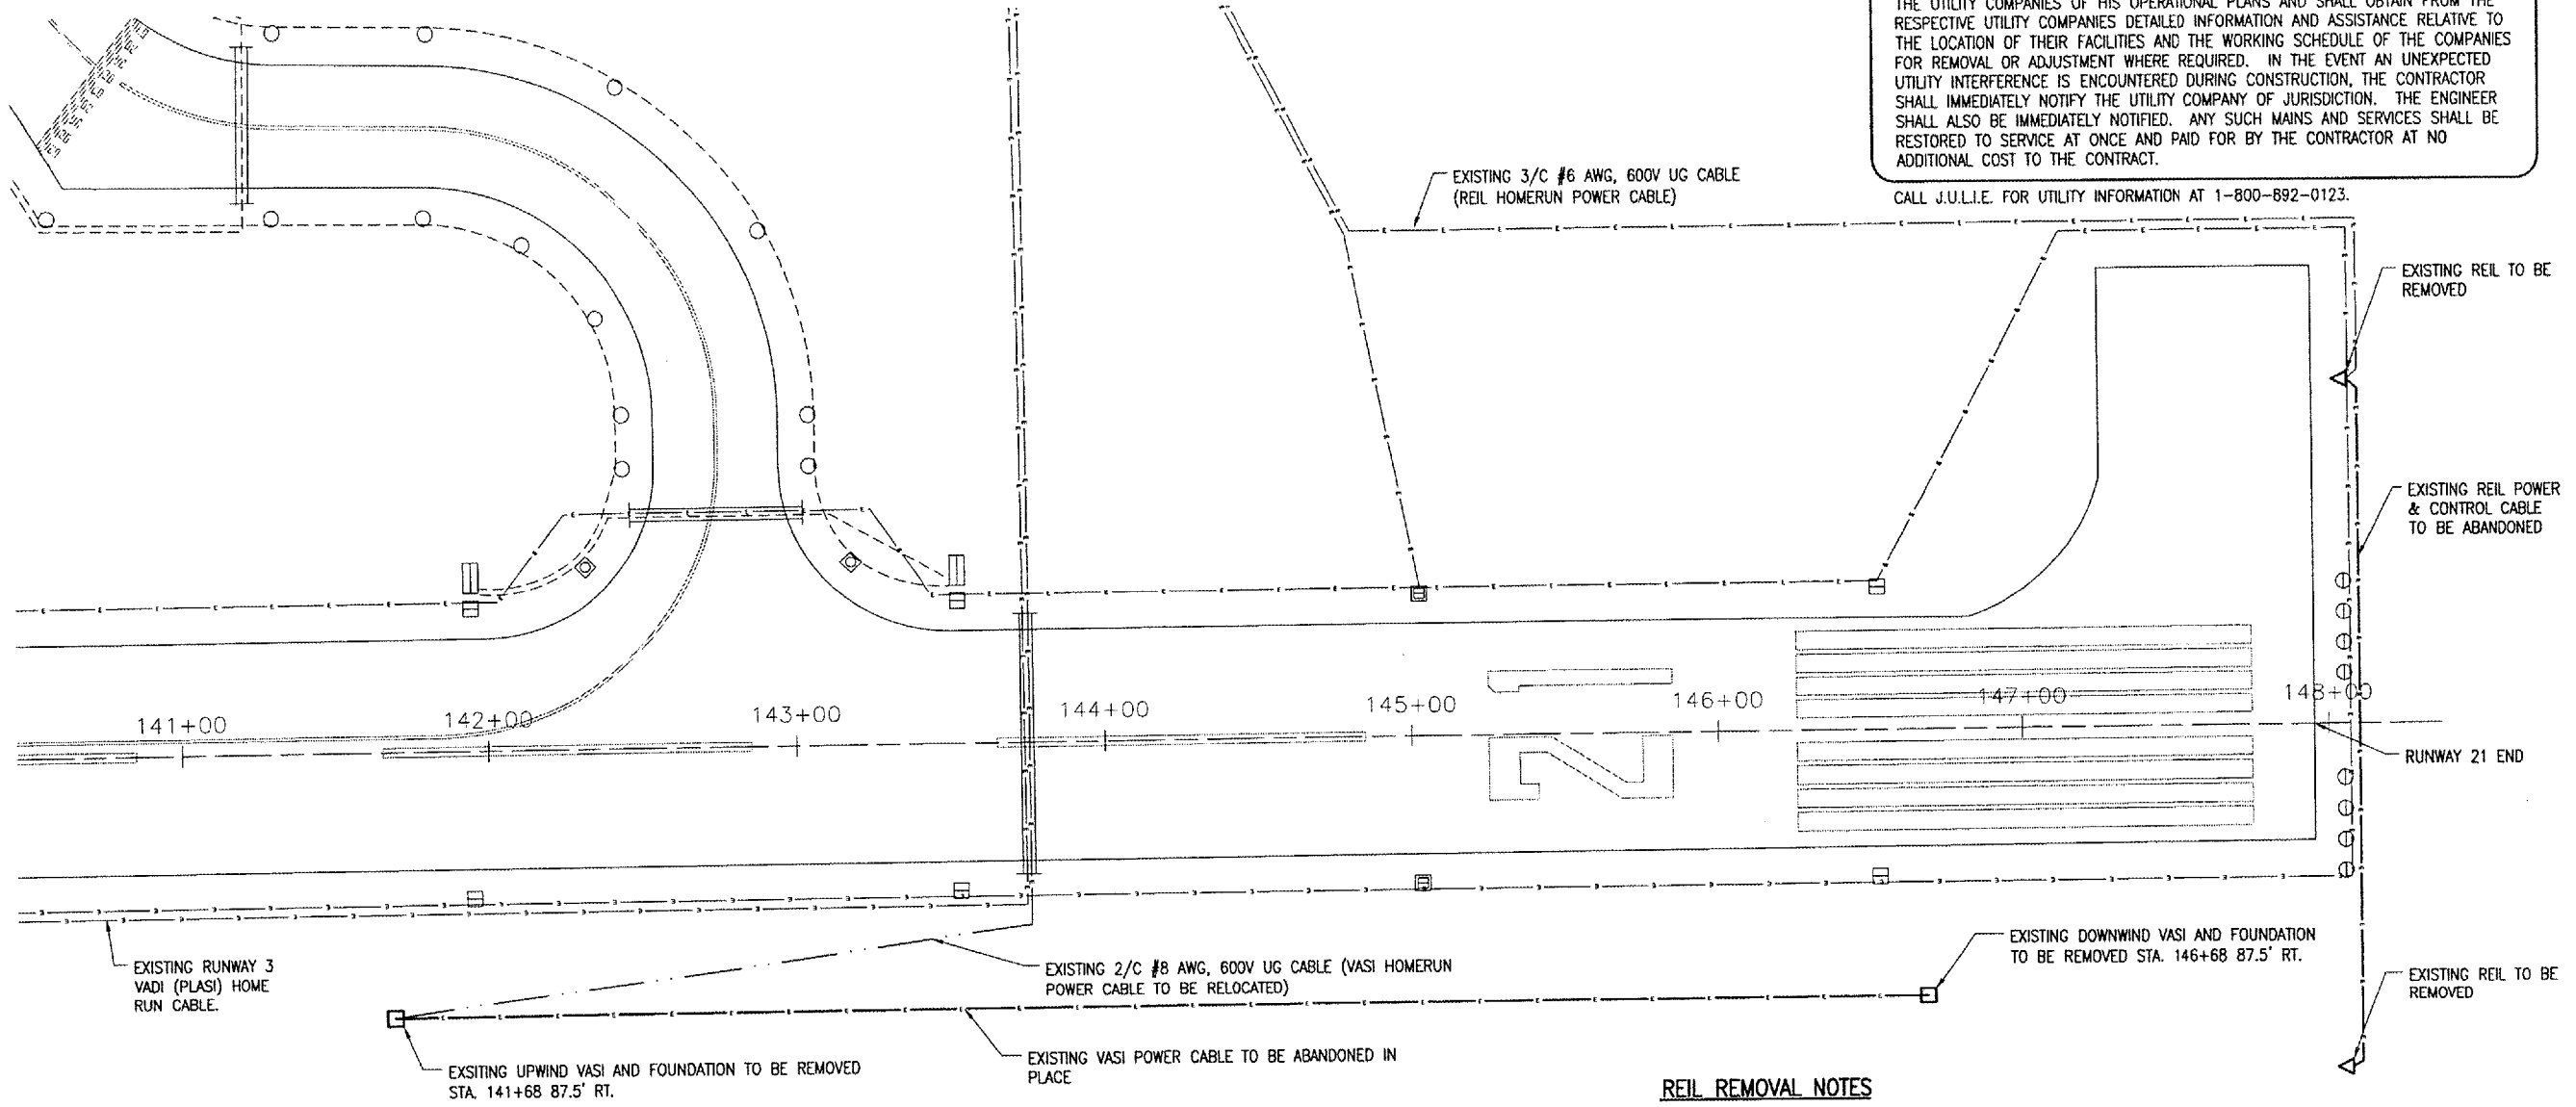 THE UTILITY COMPANIES OF HIS OPERATIONAL PLANS AND SHALL OBTAIN FROM THE
RESPECTIVE UTILITY COMPANIES DETAILED INFORMATION AND ASSISTANCE RELATIVE TO
THE LOCATION OF THEIR FACILITIES AND THE WORKING SCHEDULE OF THE COMPANIES
FOR REMOVAL OR ADJUSTMENT WHERE REQUIRED. IN THE EVENT AN UNEXPECTED
UTILITY INTERFERENCE IS ENCOUNTERED DURING CONSTRUCTION, THE CONTRACTOR
SHALL IMMEDIATELY NOTIFY THE UTILITY COMPANY OF JURISDICTION. THE ENGINEER
SHALL ALSO BE IMMEDIATELY NOTIFIED. ANY SUCH MAINS AND SERVICES SHALL BE
RESTORED TO SERVICE AT ONCE AND PAID FOR BY THE CONTRACTOR AT NO
ADDITIONAL COST TO THE CONTRACT.
CALL J.U.L.I.E. FOR UTILITY INFORMATION AT 1-800-892-0123.
EXISTING 3/C #6 AWG, 600V UG CABLE
(REIL HOMERUN POWER CABLE)
EXISTING REIL TO BE
REMOVED
EXISTING REIL POWER
& CONTROL CABLE
TO BE ABANDONED
141+00
142+00
143+00
144+00
145+00
146+00
147+00
148+00
21
RUNWAY 21 END
EXISTING RUNWAY 3
VADI (PLASI) HOME
RUN CABLE.
EXISTING 2/C #8 AWG, 600V UG CABLE (VASI HOMERUN
POWER CABLE TO BE RELOCATED)
EXISTING DOWNWIND VASI AND FOUNDATION
TO BE REMOVED STA. 146+68 87.5' RT.
EXISTING REIL TO BE
REMOVED
EXSITING UPWIND VASI AND FOUNDATION TO BE REMOVED
STA. 141+68 87.5' RT.
EXISTING VASI POWER CABLE TO BE ABANDONED IN
PLACE
REIL REMOVAL NOTES